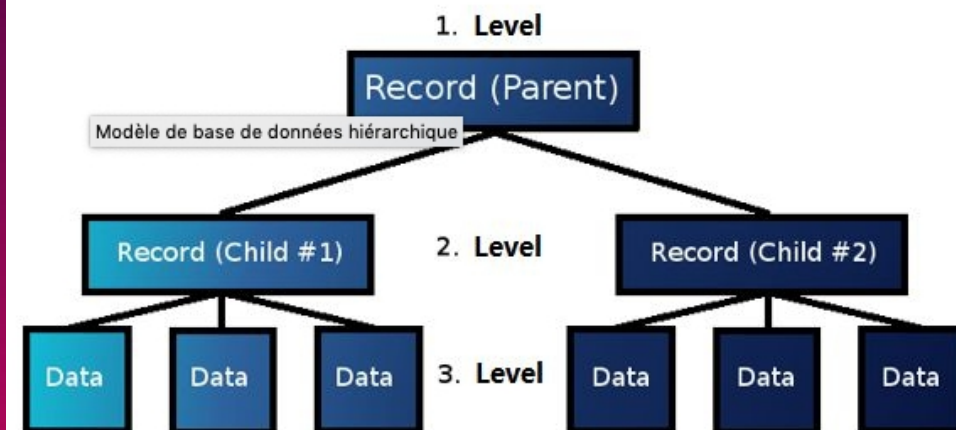 1. Level
Record (Parent)
Modèle de base de données hiérarchique
Record (Child #1)
2. Level
Record (Child #2)
Data
Data
Data
3. Level
Data
Data
Data